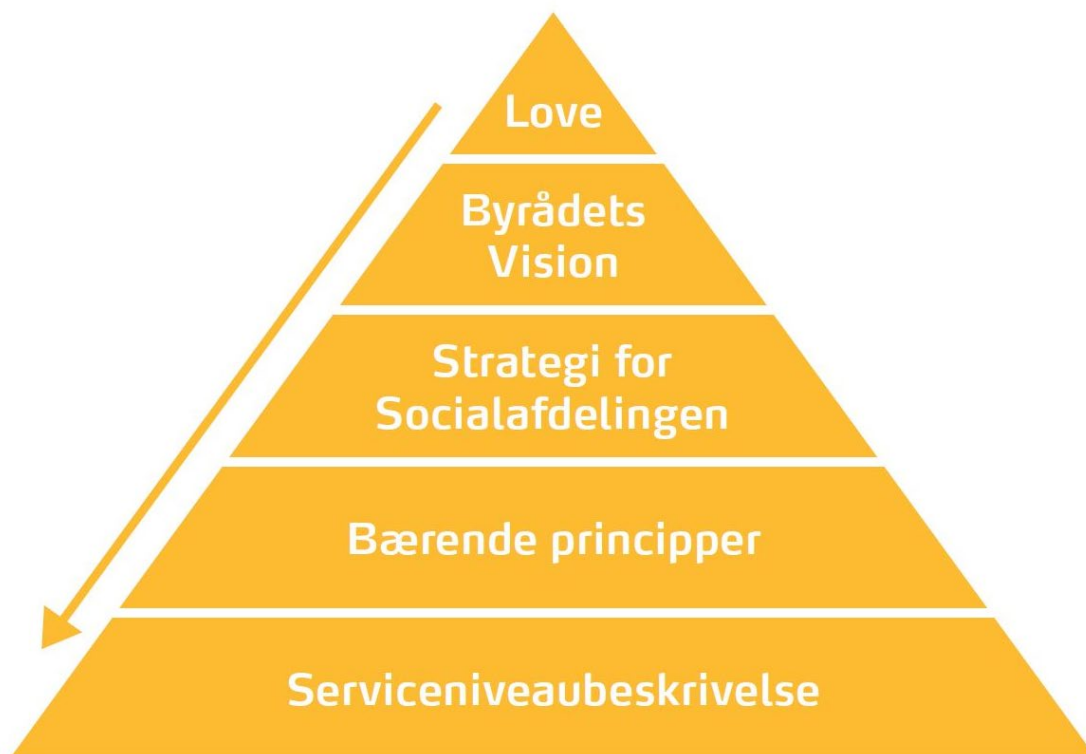 Love
Byrådets
Vision
Strategi for
Socialafdelingen
Bærende principper
Serviceniveaubeskrivelse